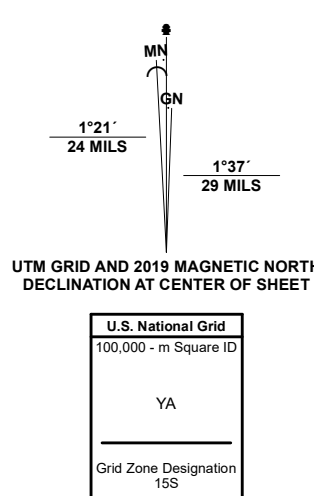 MN
GN
1°21´
24 MILS
1°37´
29 MILS
UTM GRID AND 2019 MAGNETIC NORTH
DECLINATION AT CENTER OF SHEET
U.S. National Grid
100,000 - m Square ID
YA
Grid Zone Designation
15S